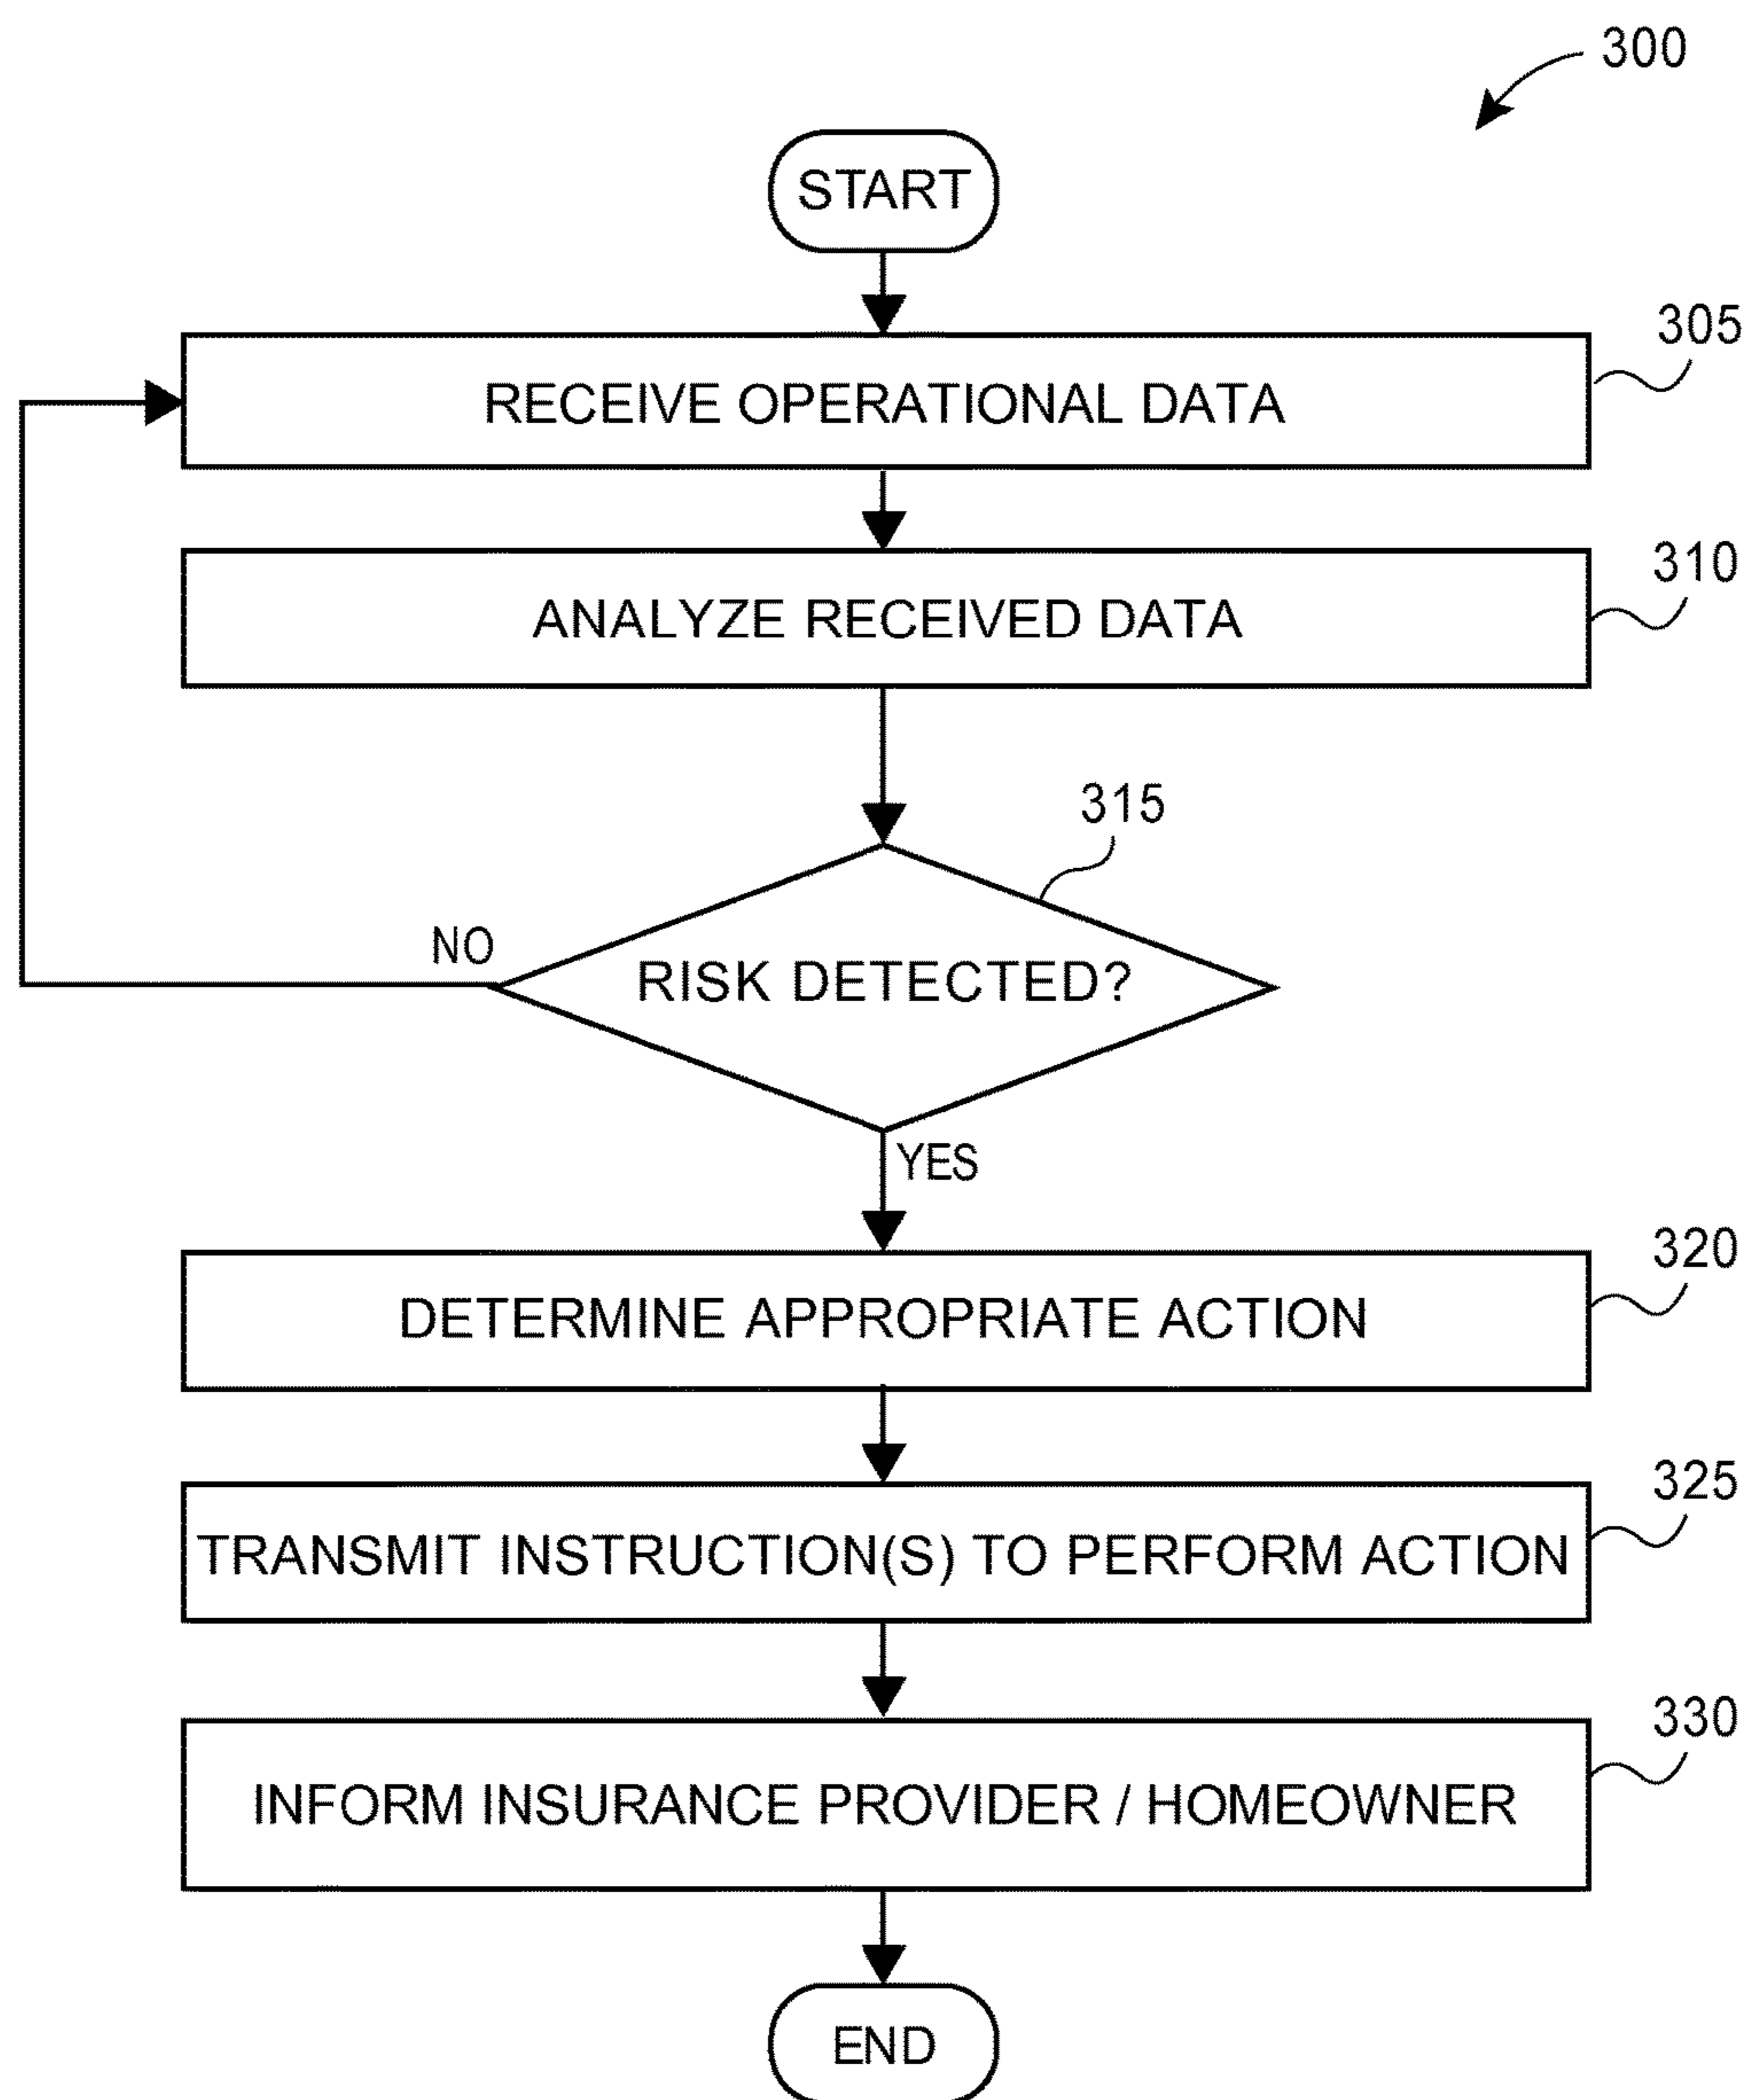 300
START
305
RECEIVE OPERATIONAL DATA
310
ANALYZE RECEIVED DATA
315
NO
RISK DETECTED?
YES
320
DETERMINE APPROPRIATE ACTION
325
TRANSMIT INSTRUCTION(S) TO PERFORM ACTION
330
INFORM INSURANCE PROVIDER / HOMEOWNER
END